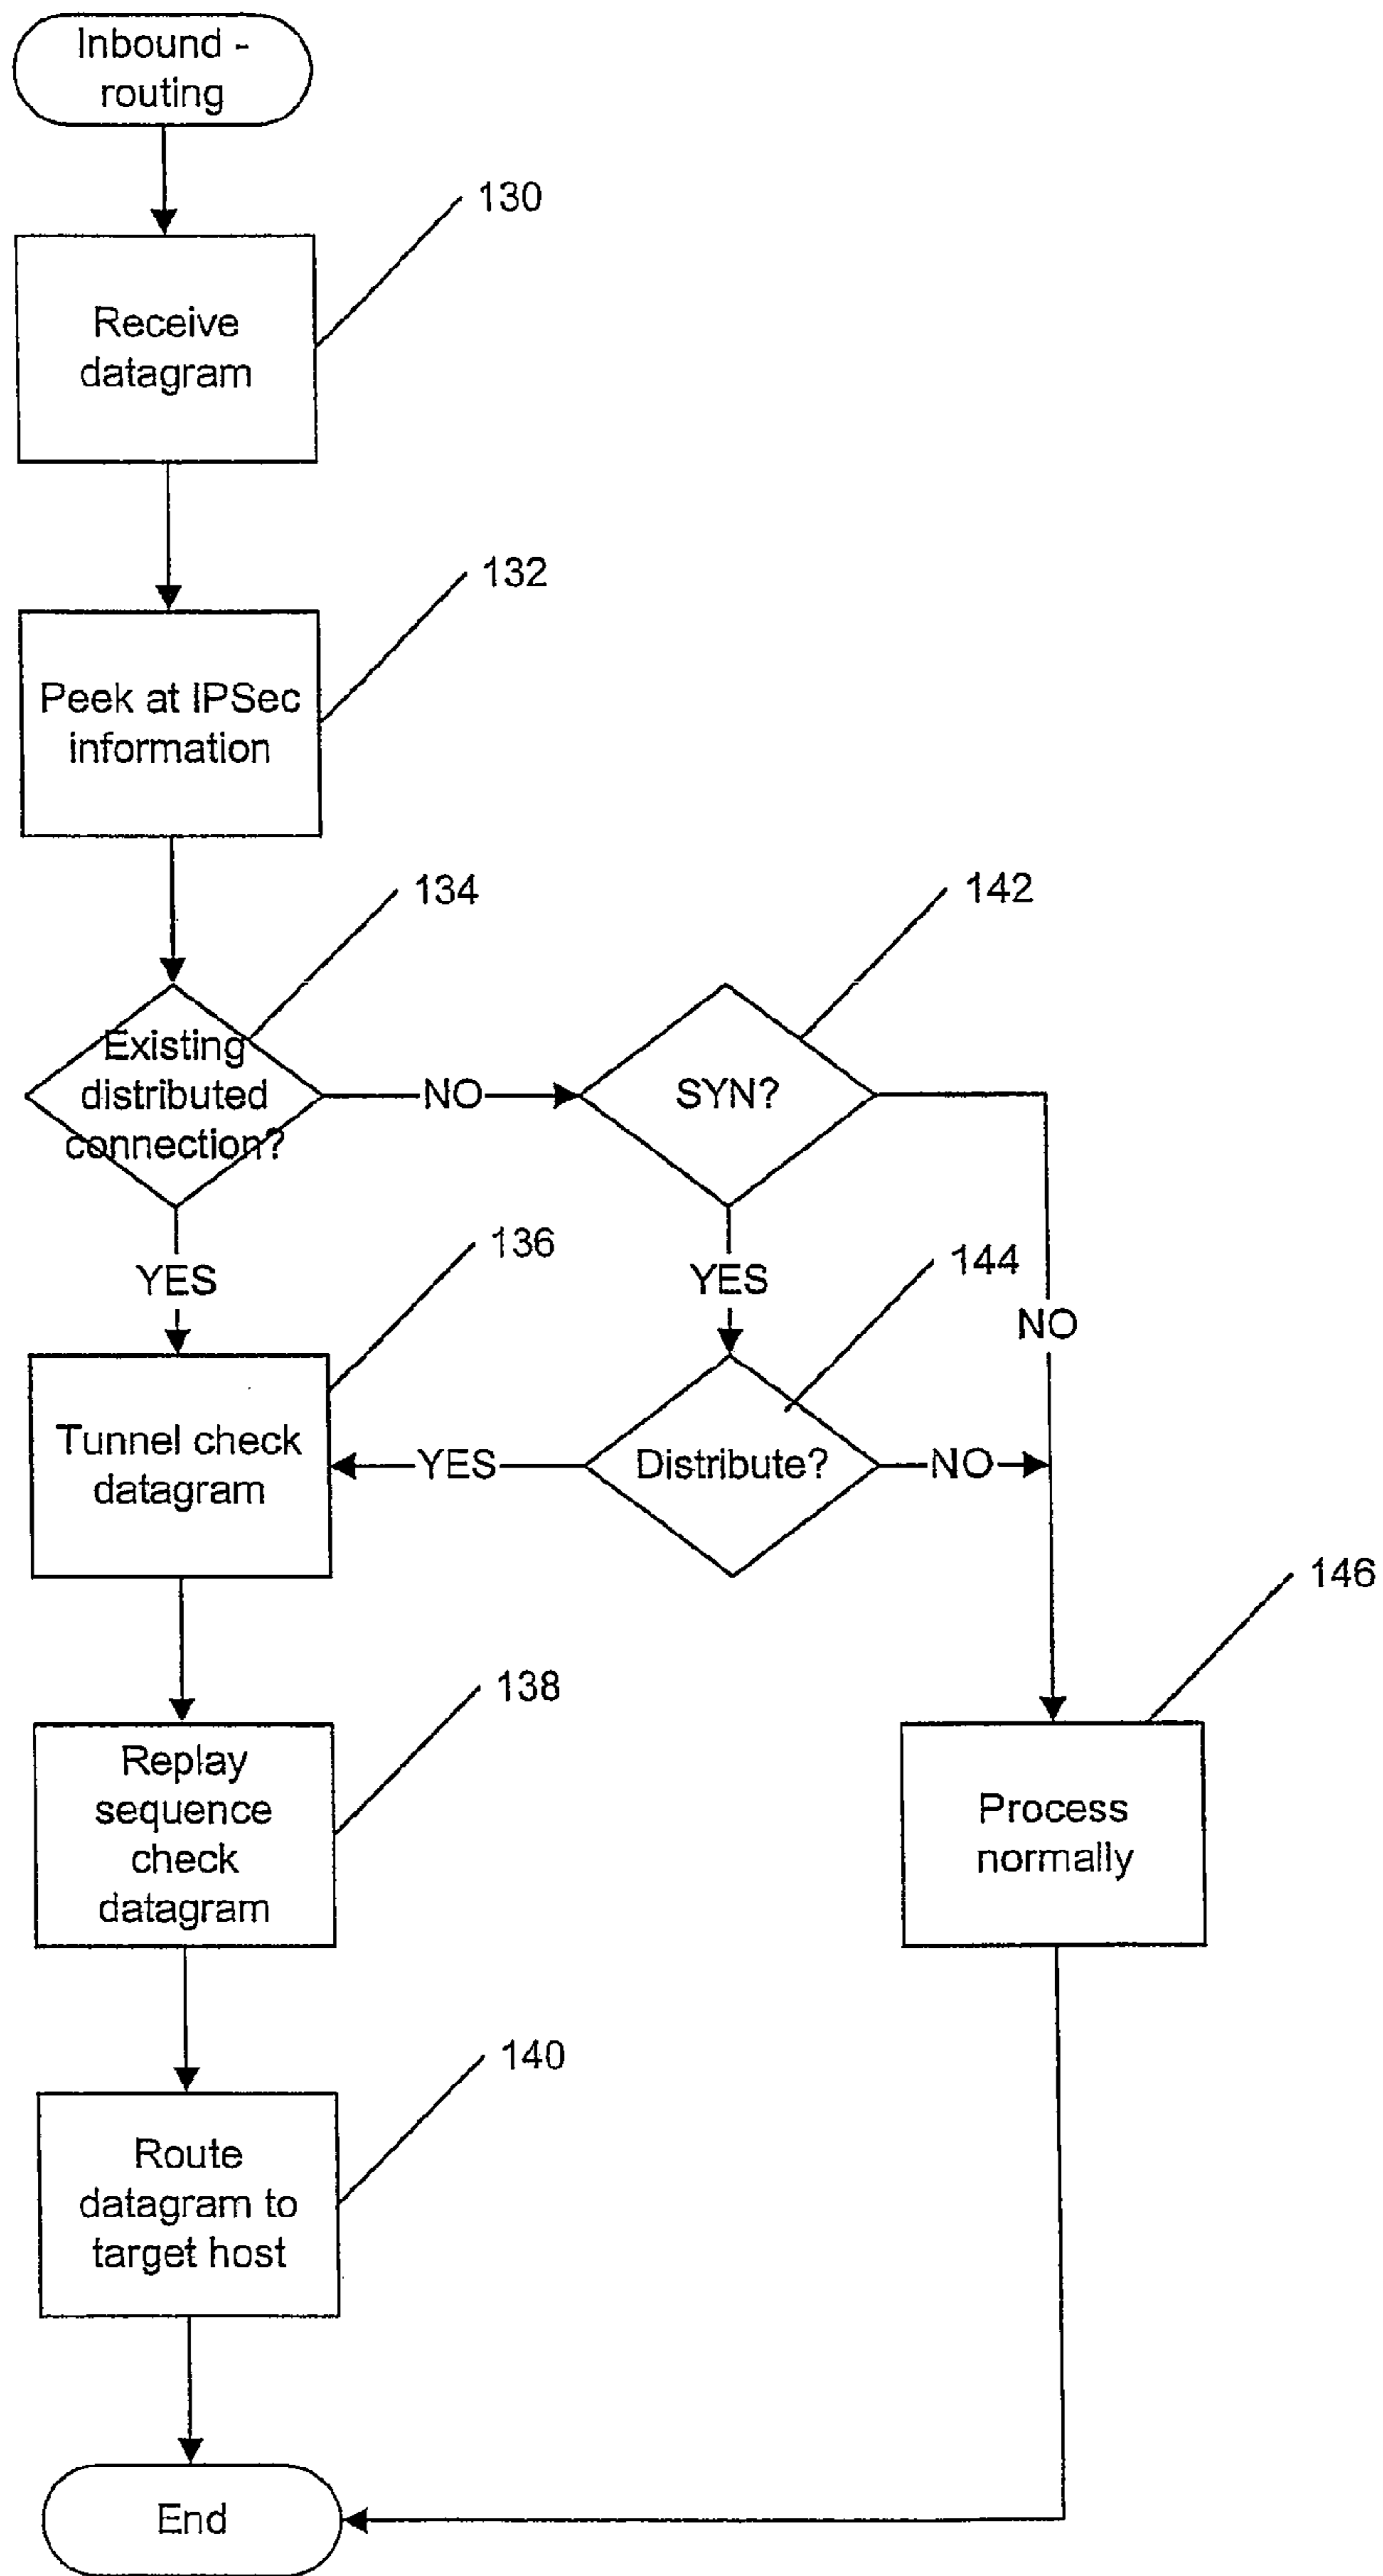 Inbound -
routing
130
Receive
datagram
132
Peek at IPSec
information
134
142
Existing
distributed
connection?
NO
SYN?
YES
136
YES
144
NO
Tunnel check
datagram
YES
Distribute?
NO
146
138
Replay
sequence
check
datagram
Process
normally
140
Route
datagram to
target host
End